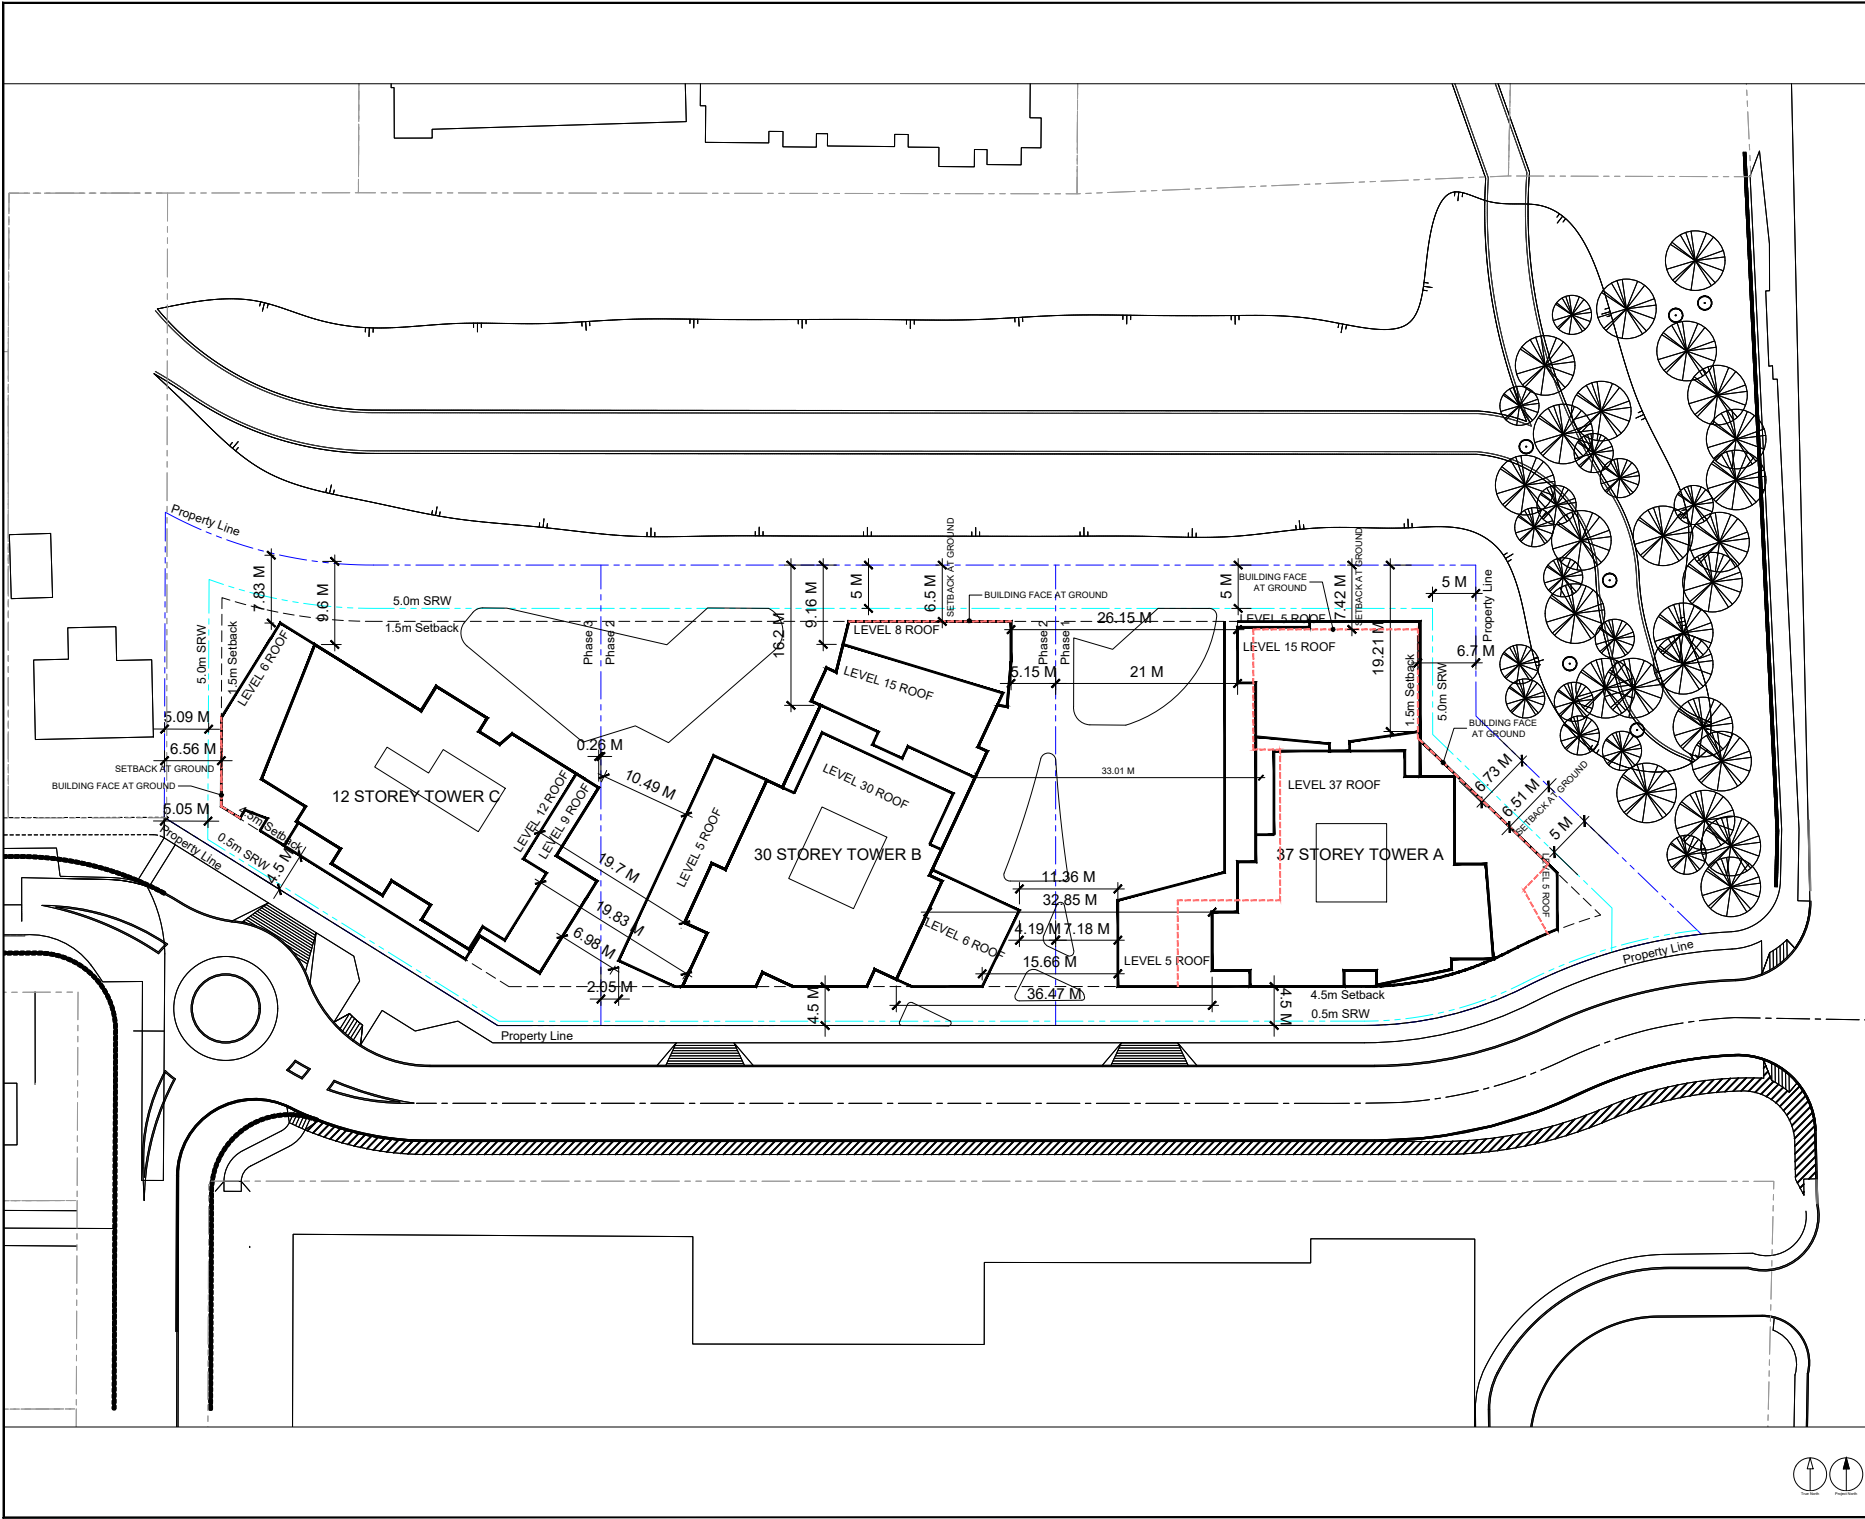 Property Line
7.83 M
9.6 M
5.0m SRW
1.5m Setback
5.0m SRW
1.5m Setback
LEVEL 6 ROOF
5.09 M
6.56 M
SETBACK AT GROUND
BUILDING FACE AT GROUND
5.05 M
Property Line
0.5m SRW
4.5m Setback
4.5 M
12 STOREY TOWER C
LEVEL 12 ROOF
LEVEL 9 ROOF
Phase 3
Phase 2
0.26 M
10.49 M
19.7 M
19.83 M
6.98 M
2.05 M
16.2 M
9.16 M
5 M
6.5 M
SETBACK AT GROUND
BUILDING FACE AT GROUND
LEVEL 8 ROOF
LEVEL 15 ROOF
LEVEL 30 ROOF
LEVEL 5 ROOF
30 STOREY TOWER B
LEVEL 6 ROOF
4.5 M
Phase 2
Phase 1
26.15 M
5.15 M
21 M
33.01 M
11.36 M
32.85 M
4.19 M
7.18 M
15.66 M
36.47 M
5 M
BUILDING FACE
AT GROUND
7.42 M
SETBACK AT GROUND
LEVEL 5 ROOF
LEVEL 15 ROOF
19.21 M
5 M
Property Line
6.7 M
1.5m Setback
5.0m SRW
BUILDING FACE
AT GROUND
6.73 M
6.51 M
SETBACK AT GROUND
5 M
LEVEL 37 ROOF
37 STOREY TOWER A
LEVEL 5 ROOF
LEVEL 5 ROOF
4.5 M
4.5m Setback
0.5m SRW
Property Line
Property Line
True North
Project North